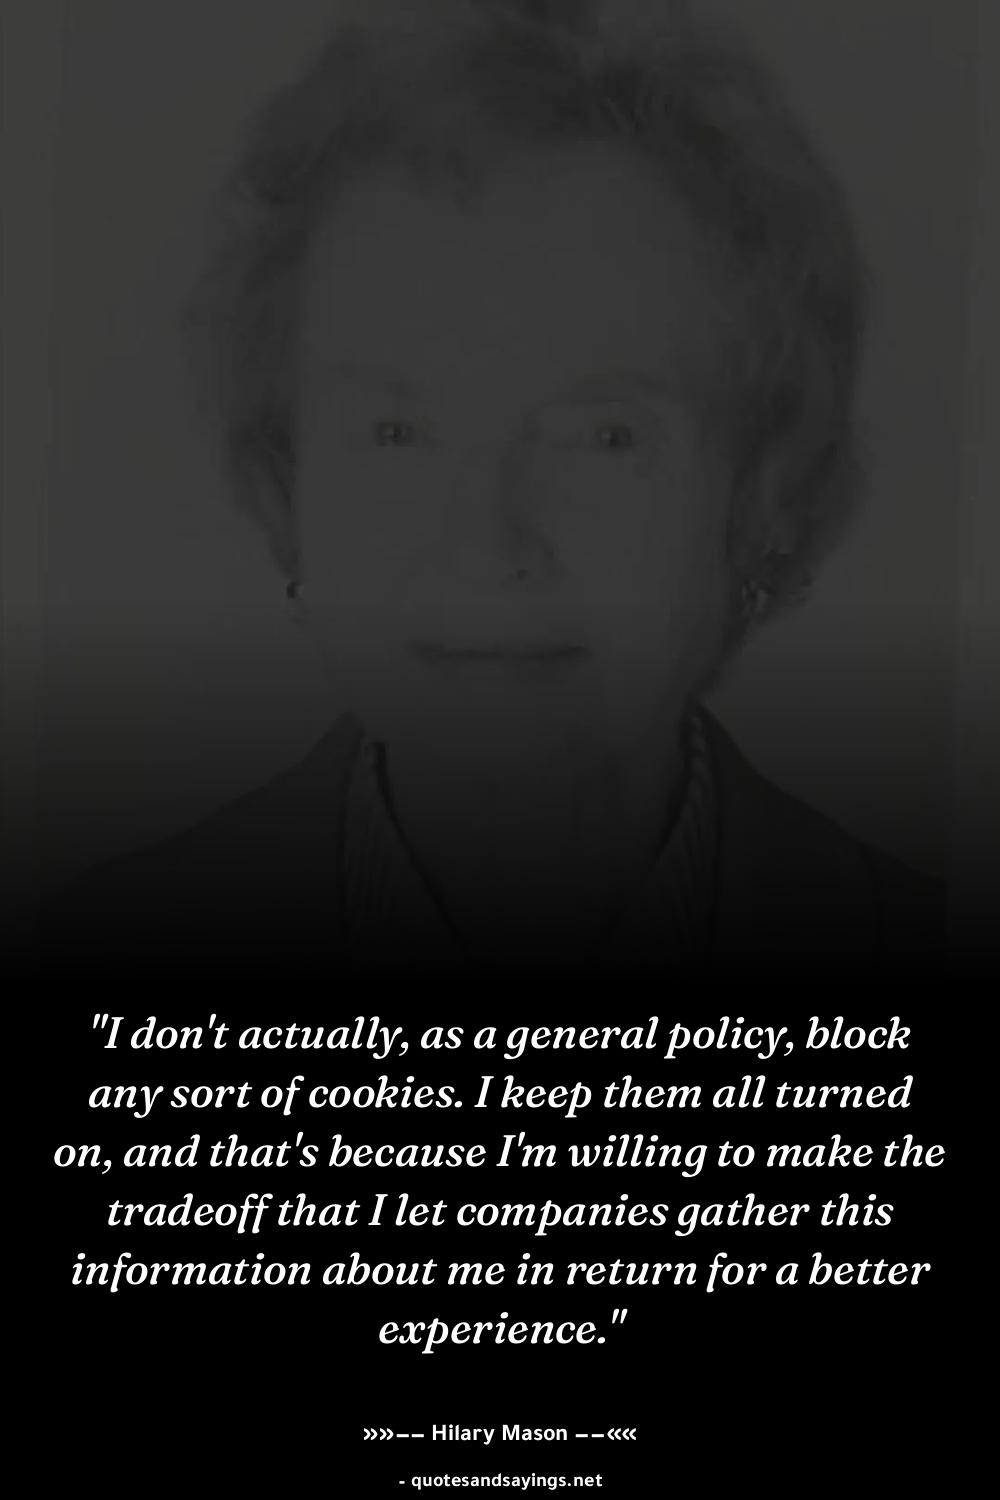 "I don't actually, as a general policy, block
any sort of cookies. I keep them all turned
on, and that's because I'm willing to make the
tradeoff that I let companies gather this
information about me in return for a better
experience."
»»–– Hilary Mason ––««
- quotesandsayings.net